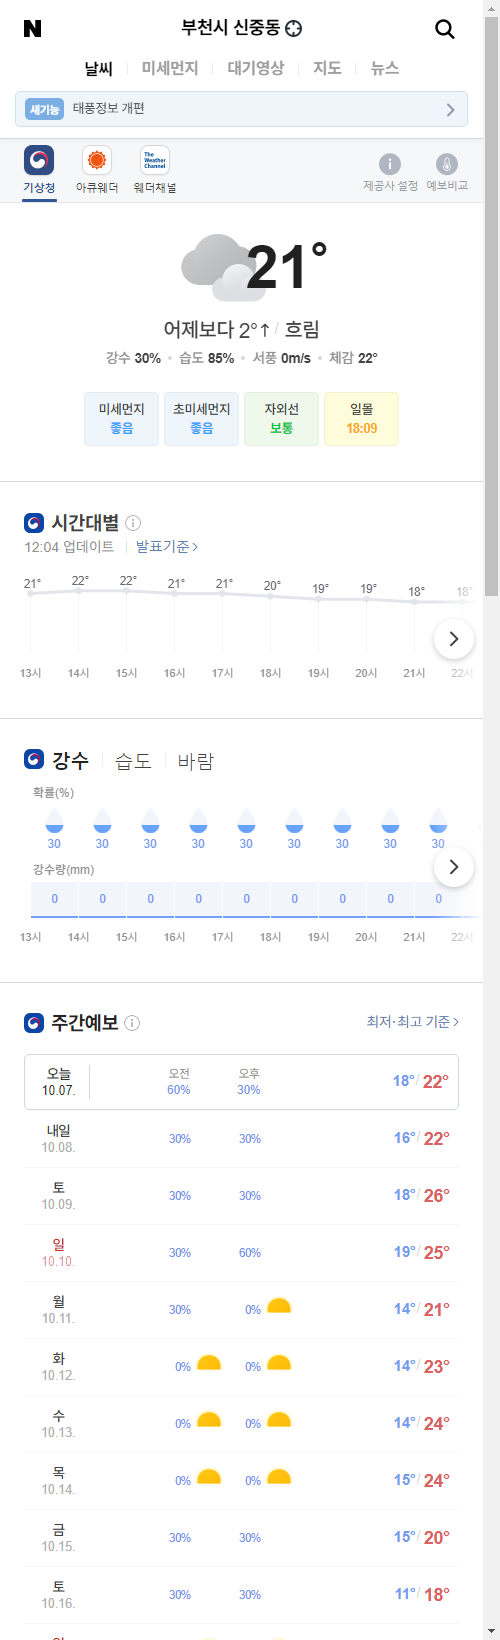 N 부천시 신중동
날씨 미세먼지 대기영상 지도 뉴스
새기능 태풍정보 개편
The Weather Channel
기상청 아큐웨더 웨더채널 제공사 설정 예보비교
21°
어제보다 2°↑ / 흐림
강수 30% • 습도 85% • 서풍 0m/s • 체감 22°
미세먼지 초미세먼지 자외선 일몰
좋음 좋음 보통 18:09
시간대별
12:04 업데이트 발표기준 >
21° 22° 22° 21° 21° 20° 19° 19° 18° 18°
13시 14시 15시 16시 17시 18시 19시 20시 21시 22시
강수 습도 바람
확률(%)
30 30 30 30 30 30 30 30 30
강수량(mm)
0 0 0 0 0 0 0 0 0
13시 14시 15시 16시 17시 18시 19시 20시 21시 22시
주간예보 최저·최고 기준 >
오늘 오전 오후
10.07. 60% 30% 18°/ 22°
내일
10.08. 30% 30% 16°/ 22°
토
10.09. 30% 30% 18°/ 26°
일
10.10. 30% 60% 19°/ 25°
월
10.11. 30% 0% 14°/ 21°
화
10.12. 0% 0% 14°/ 23°
수
10.13. 0% 0% 14°/ 24°
목
10.14. 0% 0% 15°/ 24°
금
10.15. 30% 30% 15°/ 20°
토
10.16. 30% 30% 11°/ 18°